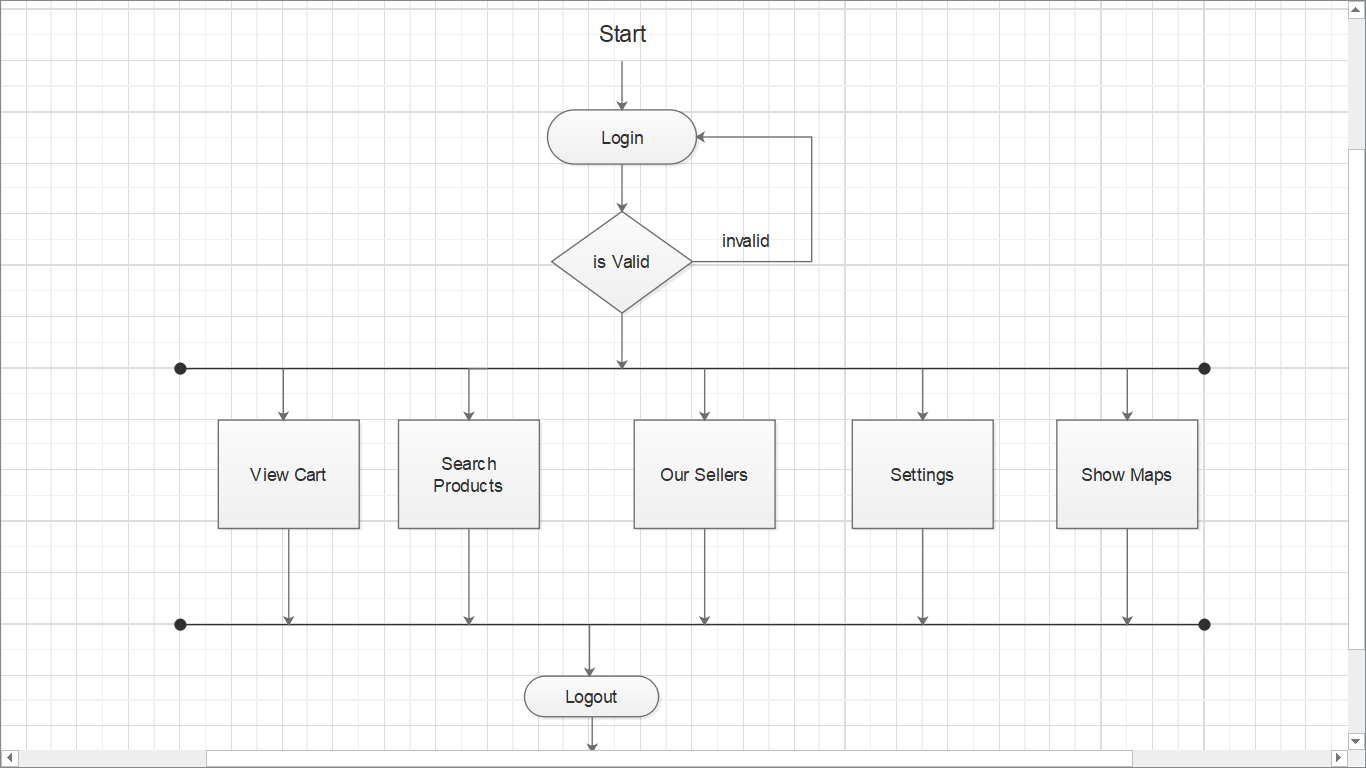 Start
Login
invalid
is Valid
View Cart
Search
Products
Our Sellers
Settings
Show Maps
Logout